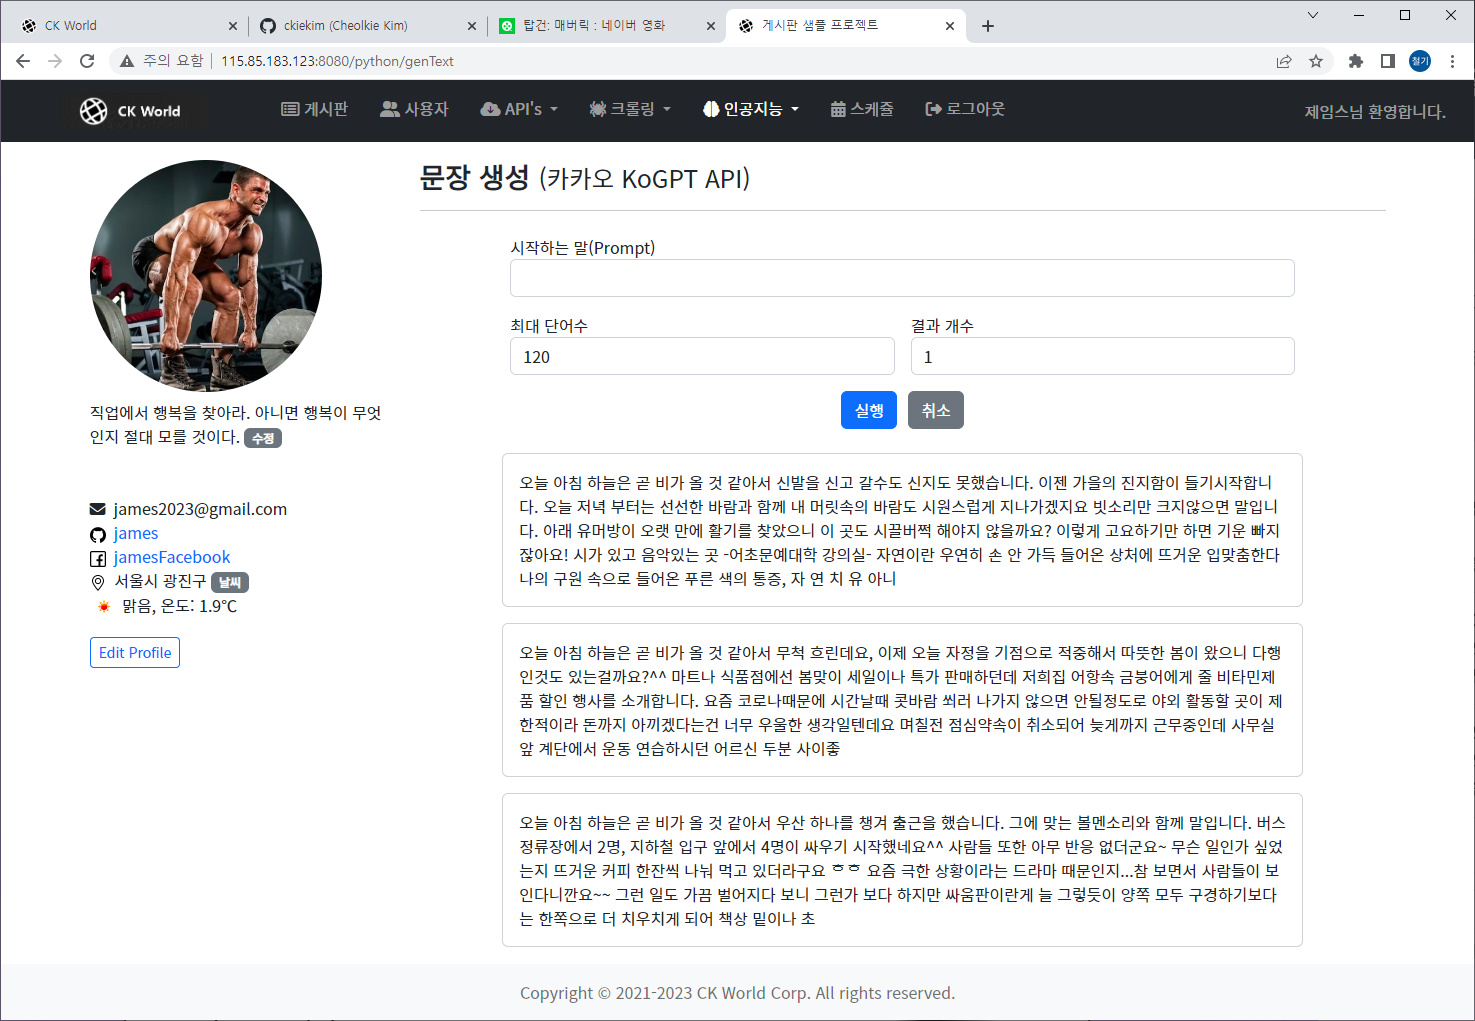 CK World
ckiekim (Cheolkie Kim)
탑건: 매버릭 : 네이버 영화
게시판 샘플 프로젝트
주의 요함
115.85.183.123:8080/python/genText
철기
CK World
게시판
사용자
API's
크롤링
인공지능
스케쥴
로그아웃
제임스님 환영합니다.
직업에서 행복을 찾아라. 아니면 행복이 무엇
인지 절대 모를 것이다. 수정
james2023@gmail.com
james
jamesFacebook
서울시 광진구 날씨
맑음, 온도: 1.9℃
Edit Profile
문장 생성 (카카오 KoGPT API)
시작하는 말(Prompt)
최대 단어수
결과 개수
120
1
실행
취소
오늘 아침 하늘은 곧 비가 올 것 같아서 신발을 신고 갈수도 신지도 못했습니다. 이젠 가을의 진지함이 들기시작합니
다. 오늘 저녁 부터는 선선한 바람과 함께 내 머릿속의 바람도 시원스럽게 지나가겠지요 빗소리만 크지않으면 말입니
다. 아래 유머방이 오랫 만에 활기를 찾았으니 이 곳도 시끌버쩍 해야지 않을까요? 이렇게 고요하기만 하면 기운 빠지
잖아요! 시가 있고 음악있는 곳 -어초문예대학 강의실- 자연이란 우연히 손 안 가득 들어온 상처에 뜨거운 입맞춤한다
나의 구원 속으로 들어온 푸른 색의 통증, 자 연 치 유 아니
오늘 아침 하늘은 곧 비가 올 것 같아서 무척 흐린데요, 이제 오늘 자정을 기점으로 적중해서 따뜻한 봄이 왔으니 다행
인것도 있는걸까요?^^ 마트나 식품점에선 봄맞이 세일이나 특가 판매하던데 저희집 어항속 금붕어에게 줄 비타민제
품 할인 행사를 소개합니다. 요즘 코로나때문에 시간날때 콧바람 쐬러 나가지 않으면 안될정도로 야외 활동할 곳이 제
한적이라 돈까지 아끼겠다는건 너무 우울한 생각일텐데요 며칠전 점심약속이 취소되어 늦게까지 근무중인데 사무실
앞 계단에서 운동 연습하시던 어르신 두분 사이좋
오늘 아침 하늘은 곧 비가 올 것 같아서 우산 하나를 챙겨 출근을 했습니다. 그에 맞는 볼멘소리와 함께 말입니다. 버스
정류장에서 2명, 지하철 입구 앞에서 4명이 싸우기 시작했네요^^ 사람들 또한 아무 반응 없더군요~ 무슨 일인가 싶었
는지 뜨거운 커피 한잔씩 나눠 먹고 있더라구요 ㅎㅎ 요즘 극한 상황이라는 드라마 때문인지...참 보면서 사람들이 보
인다니깐요~~ 그런 일도 가끔 벌어지다 보니 그런가 보다 하지만 싸움판이란게 늘 그렇듯이 양쪽 모두 구경하기보다
는 한쪽으로 더 치우치게 되어 책상 밑이나 초
Copyright © 2021-2023 CK World Corp. All rights reserved.